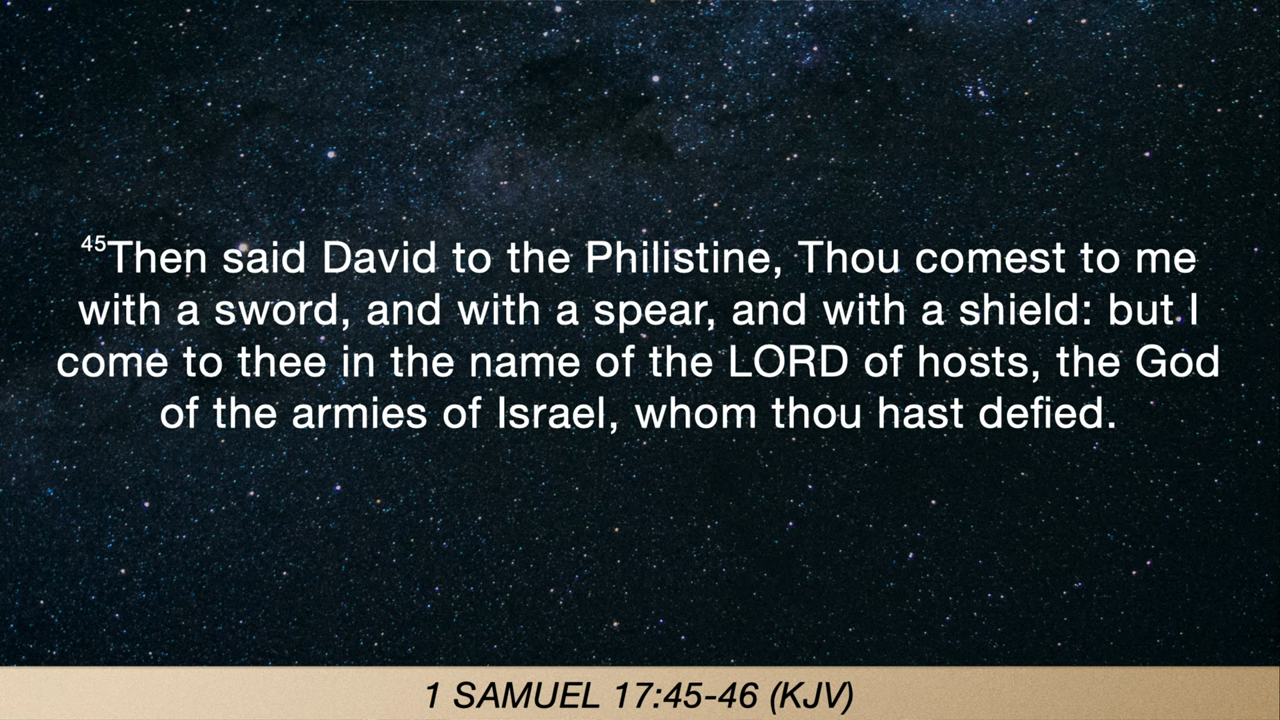 45Then said David to the Philistine, Thou comest to me
with a sword, and with a spear, and with a shield: but I
come to thee in the name of the LORD of hosts, the God
of the armies of Israel, whom thou hast defied.
1 SAMUEL 17:45-46 (KJV)